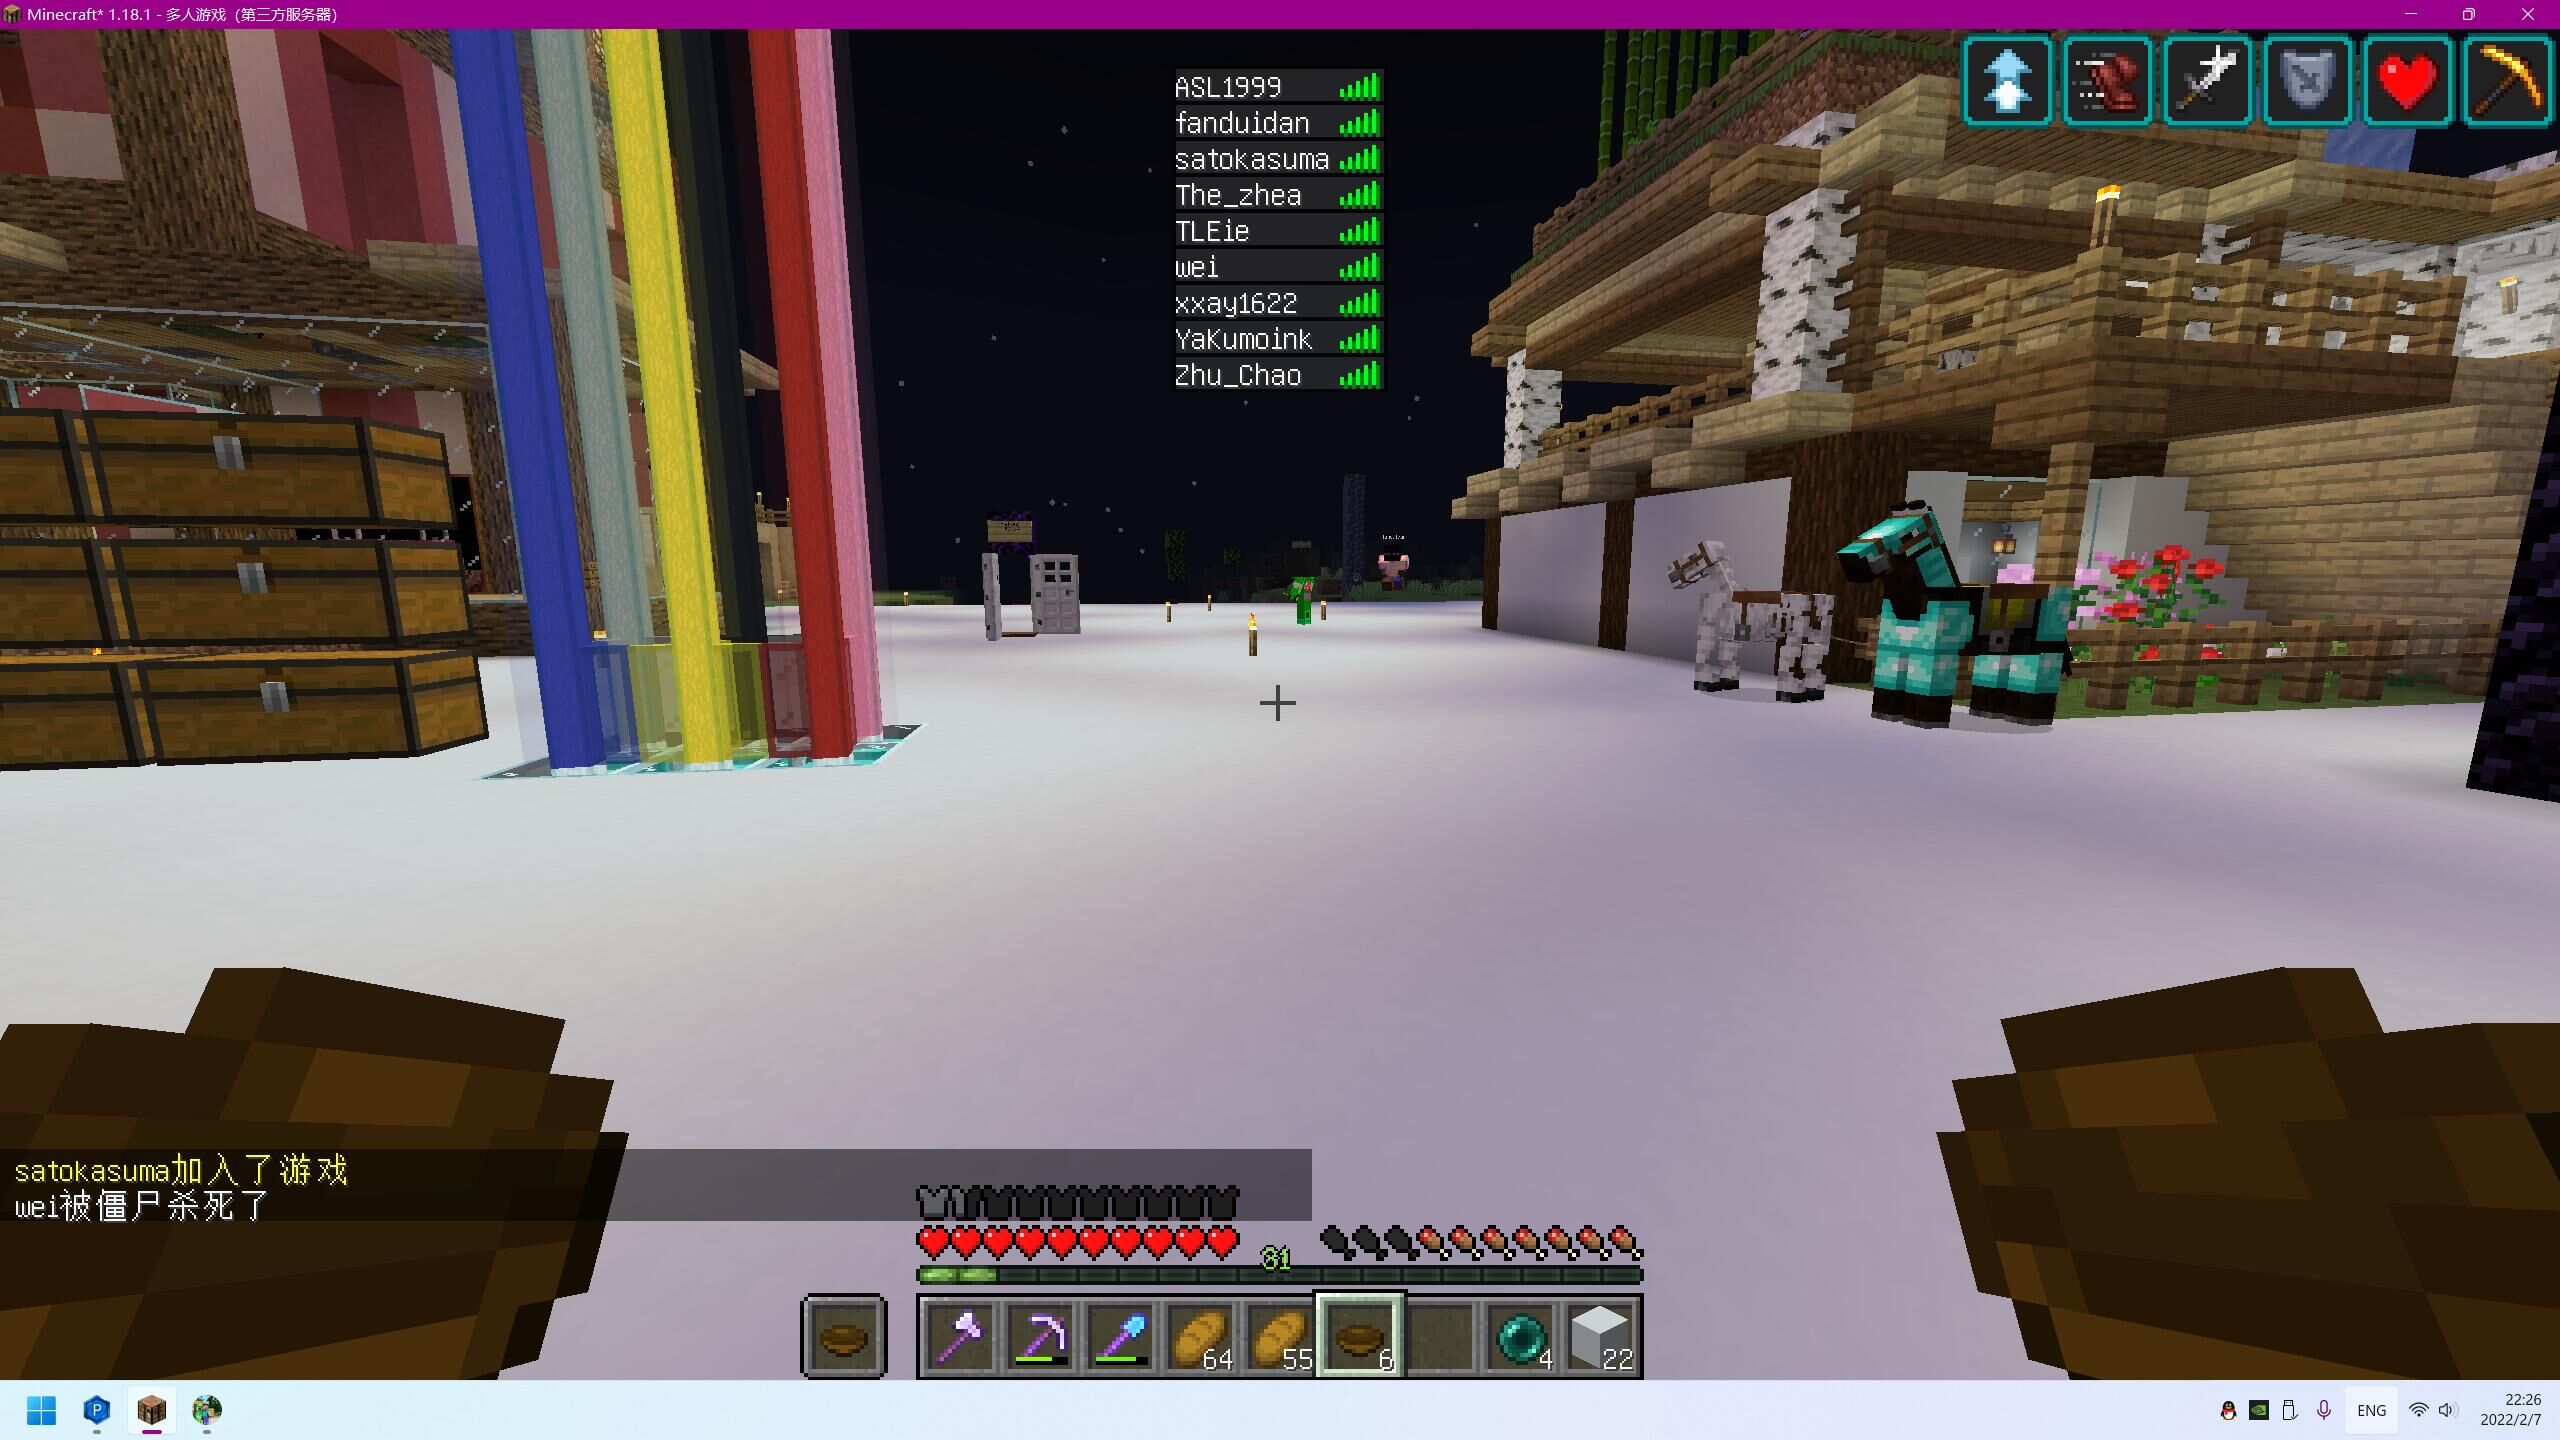 Minecraft* 1.18.1 - 多人游戏（第三方服务器）
ASL1999
fanduidan
satokasuma
The_zhea
TLEie
wei
xxay1622
YaKumoink
Zhu_Chao
satokasuma加入了游戏
wei被僵尸杀死了
81
64
55
6
4
22
ENG
22:26
2022/2/7